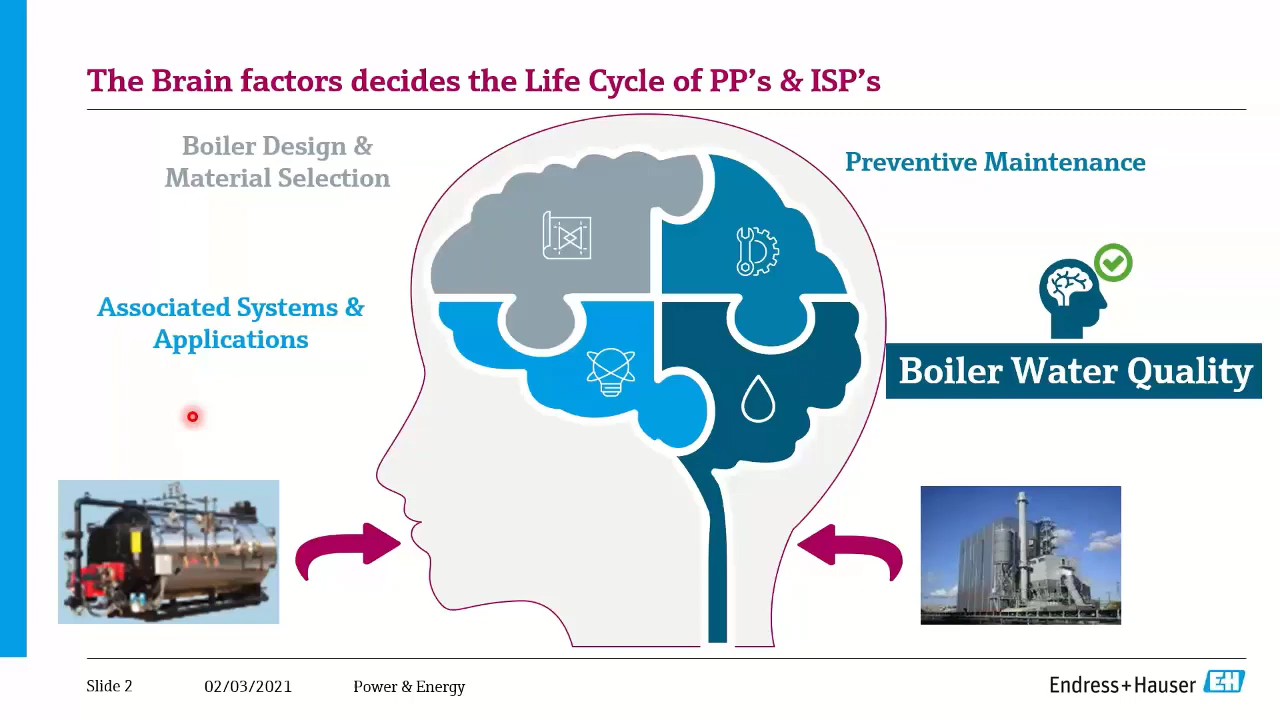 The Brain factors decides the Life Cycle of PP's & ISP's
Boiler Design &
Material Selection
Preventive Maintenance
Associated Systems &
Applications
Boiler Water Quality
Slide 2
02/03/2021
Power & Energy
Endress+Hauser
EH